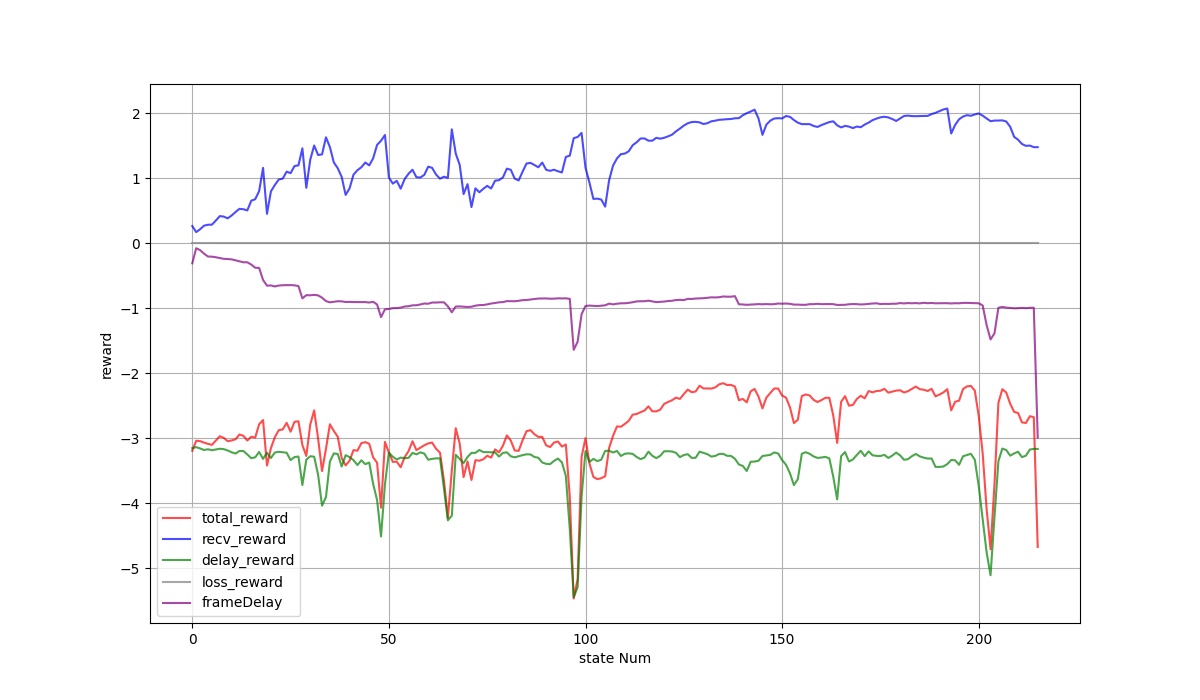 2
1
0
−1
−2
−3
−4
−5
reward
total_reward
recv_reward
delay_reward
loss_reward
frameDelay
0 50 100 150 200
state Num